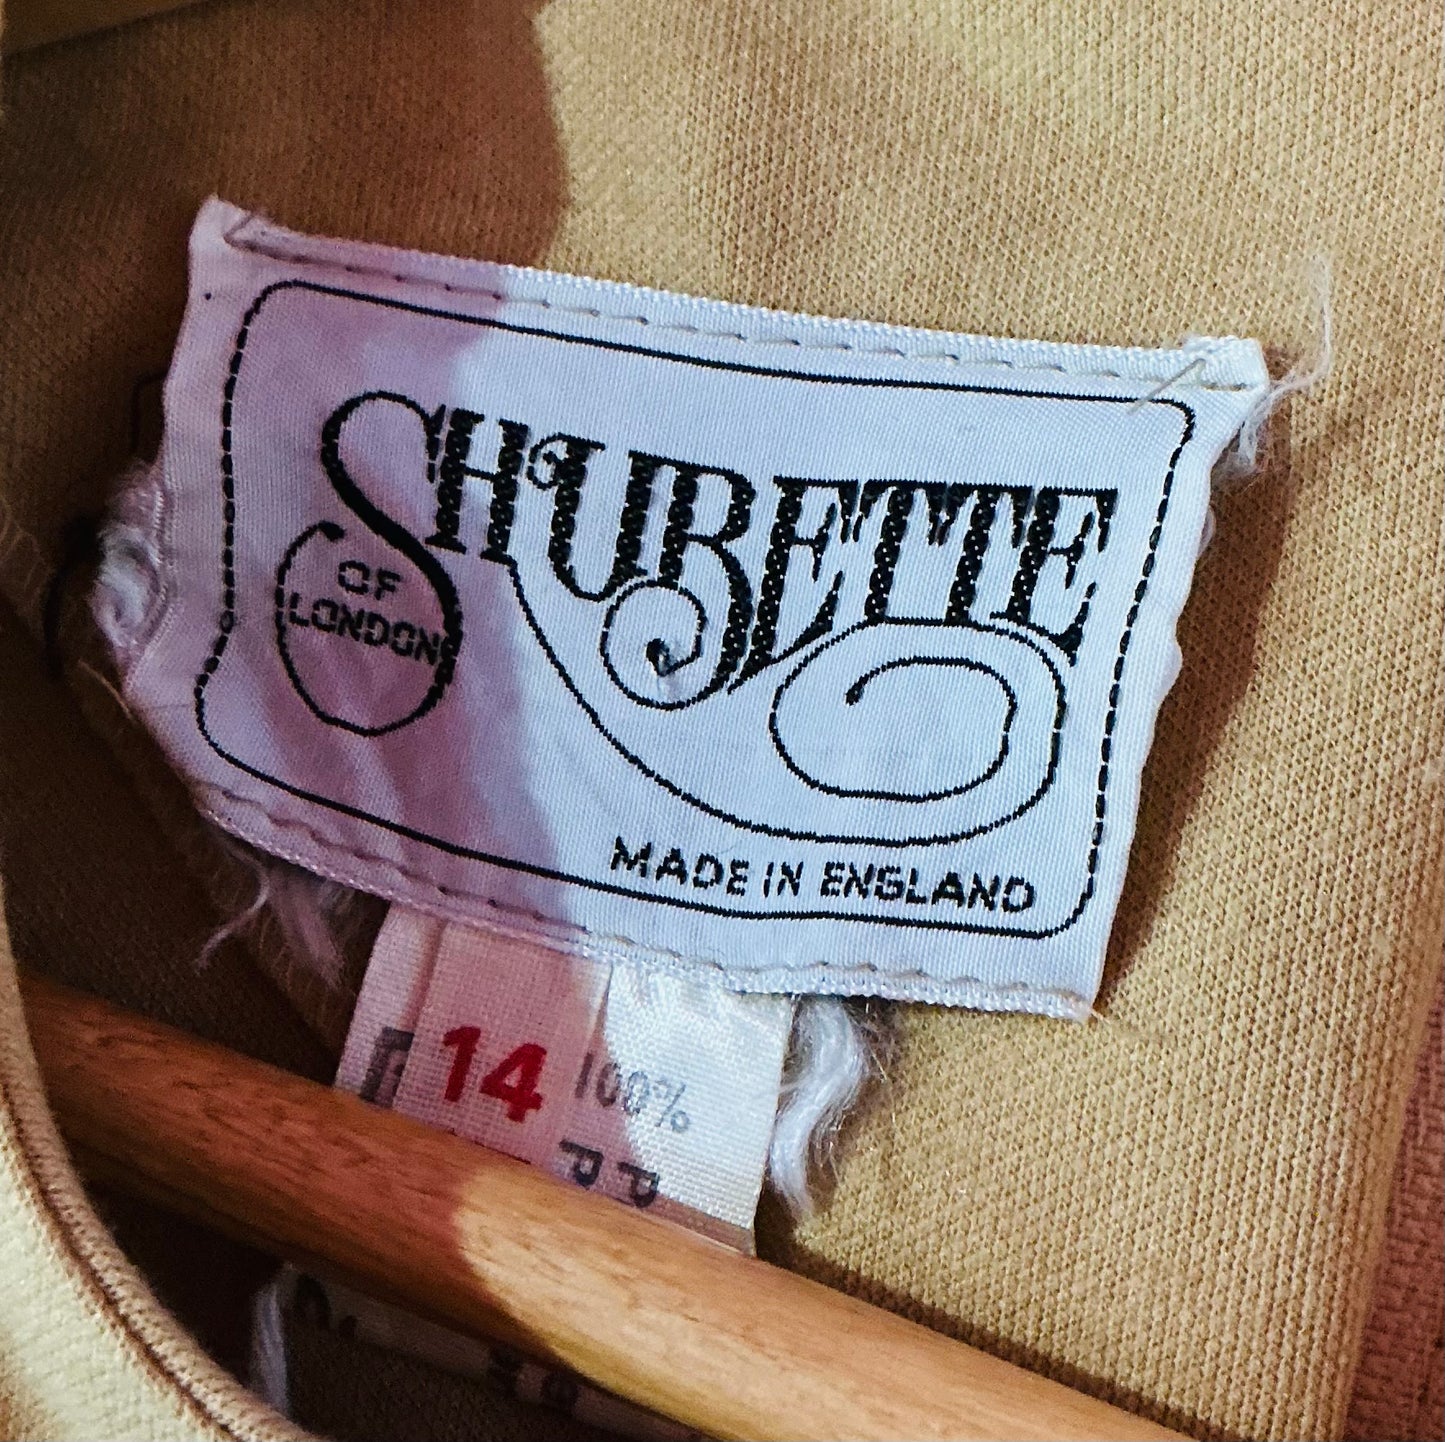 SHUBETTE
OF
LONDON
MADE IN ENGLAND
14
100%